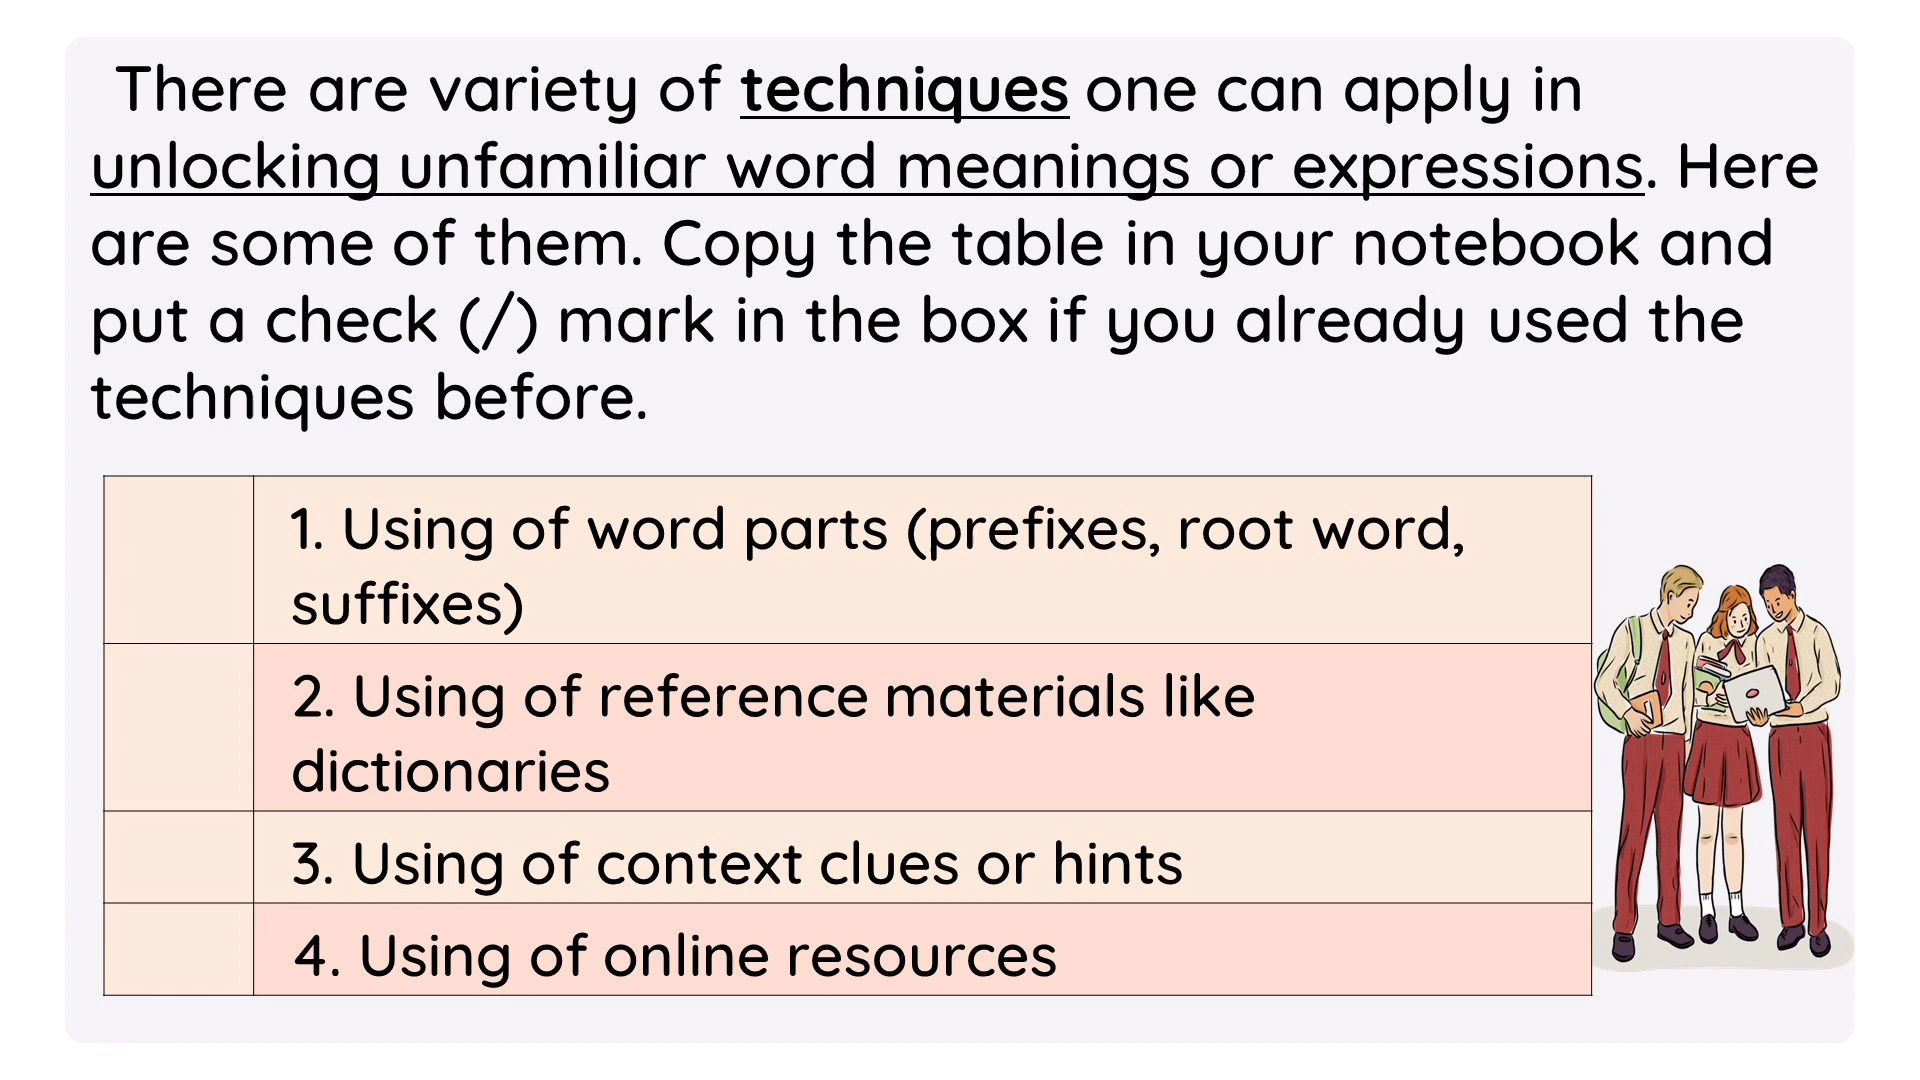 There are variety of techniques one can apply in
unlocking unfamiliar word meanings or expressions. Here
are some of them. Copy the table in your notebook and
put a check (/) mark in the box if you already used the
techniques before.
1. Using of word parts (prefixes, root word,
suffixes)
2. Using of reference materials like
dictionaries
3. Using of context clues or hints
4. Using of online resources